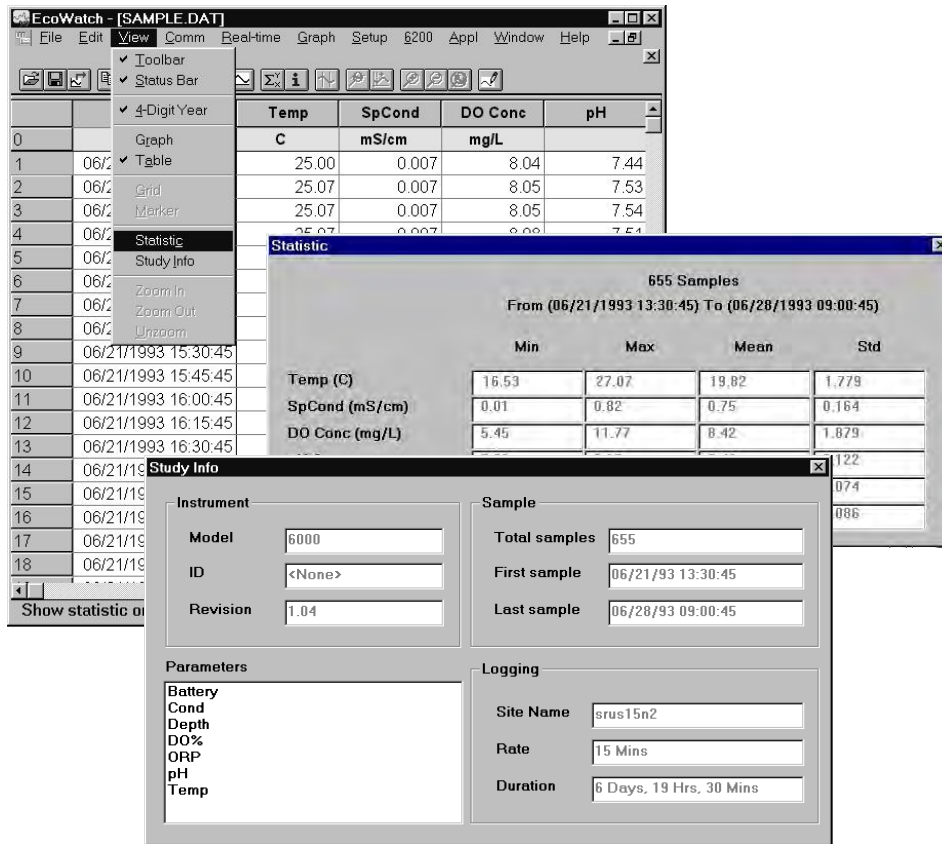 EcoWatch - [SAMPLE.DAT]
File Edit View Comm Real-time Graph Setup 6200 Appl Window Help
Toolbar
Status Bar
4-Digit Year
Graph
Table
Grid
Marker
Statistic
Study Info
Zoom In
Zoom Out
Unzoom
Temp SpCond DO Conc pH
0 C mS/cm mg/L
1 06/2 25.00 0.007 8.04 7.44
2 06/2 25.07 0.007 8.05 7.53
3 06/2 25.07 0.007 8.05 7.54
4 06/2
5 06/2
6 06/2
7 06/2
8 06/2
9 06/21/1993 15:30:45
10 06/21/1993 15:45:45
11 06/21/1993 16:00:45
12 06/21/1993 16:15:45
13 06/21/1993 16:30:45
14 06/21/19
15 06/21/19
16 06/21/19
17 06/21/19
18 06/21/19
Show statistic
Statistic
655 Samples
From (06/21/1993 13:30:45) To (06/28/1993 09:00:45)
Min Max Mean Std
Temp (C) 16.53 27.07 19.82 1.779
SpCond (mS/cm) 0.01 0.82 0.75 0.164
DO Conc (mg/L) 5.45 11.77 8.42 1.879
.122
074
086
Study Info
Instrument
Model 6000
ID <None>
Revision 1.04
Sample
Total samples 655
First sample 06/21/93 13:30:45
Last sample 06/28/93 09:00:45
Parameters
Battery
Cond
Depth
DO%
ORP
pH
Temp
Logging
Site Name srus15n2
Rate 15 Mins
Duration 6 Days, 19 Hrs, 30 Mins